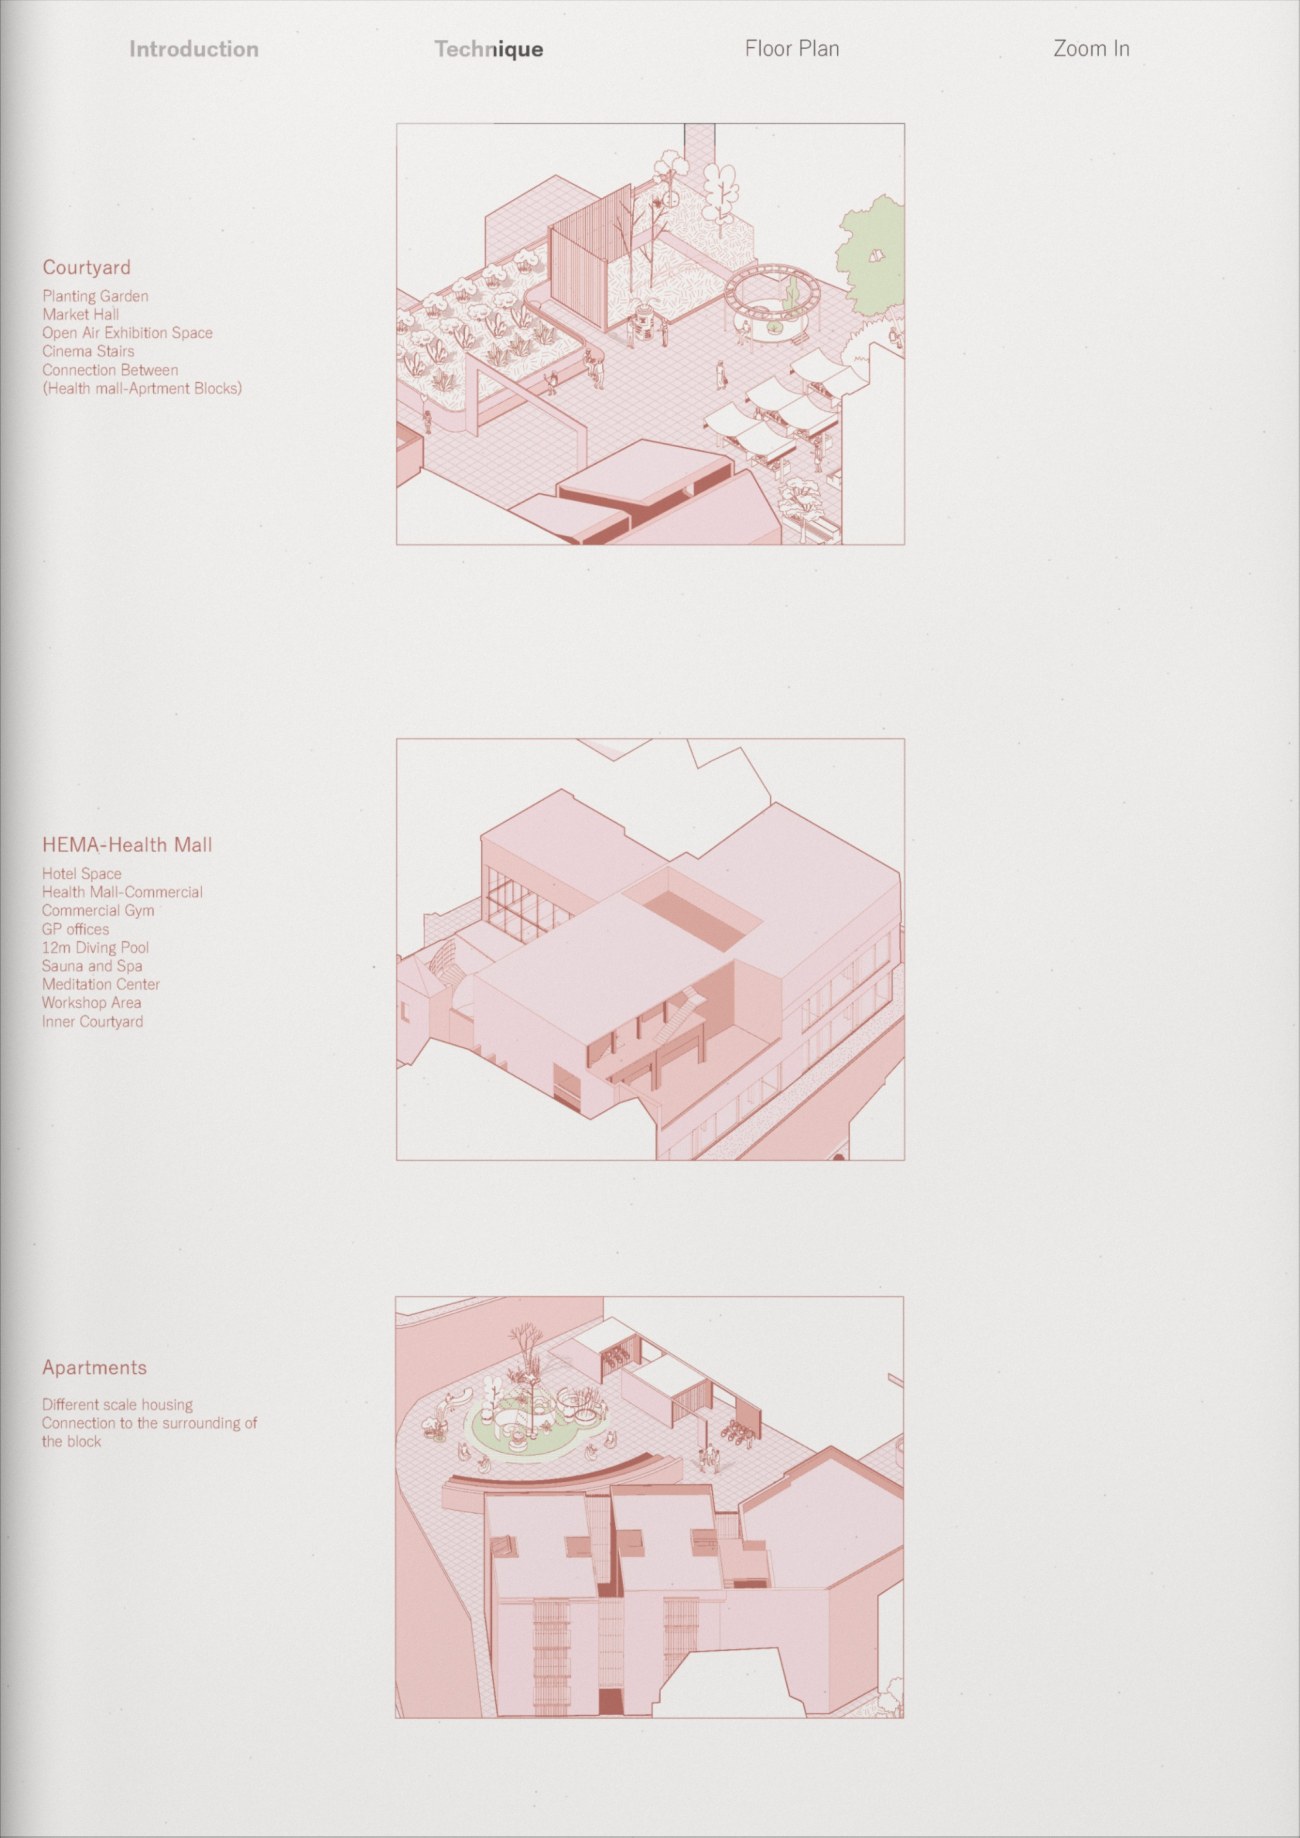 Introduction
Technique
Floor Plan
Zoom In
Courtyard
Planting Garden
Market Hall
Open Air Exhibition Space
Cinema Stairs
Connection Between
(Health mall-Aprtment Blocks)
HEMA-Health Mall
Hotel Space
Health Mall-Commercial
Commercial Gym
GP offices
12m Diving Pool
Sauna and Spa
Meditation Center
Workshop Area
Inner Courtyard
Apartments
Different scale housing
Connection to the surrounding of
the block